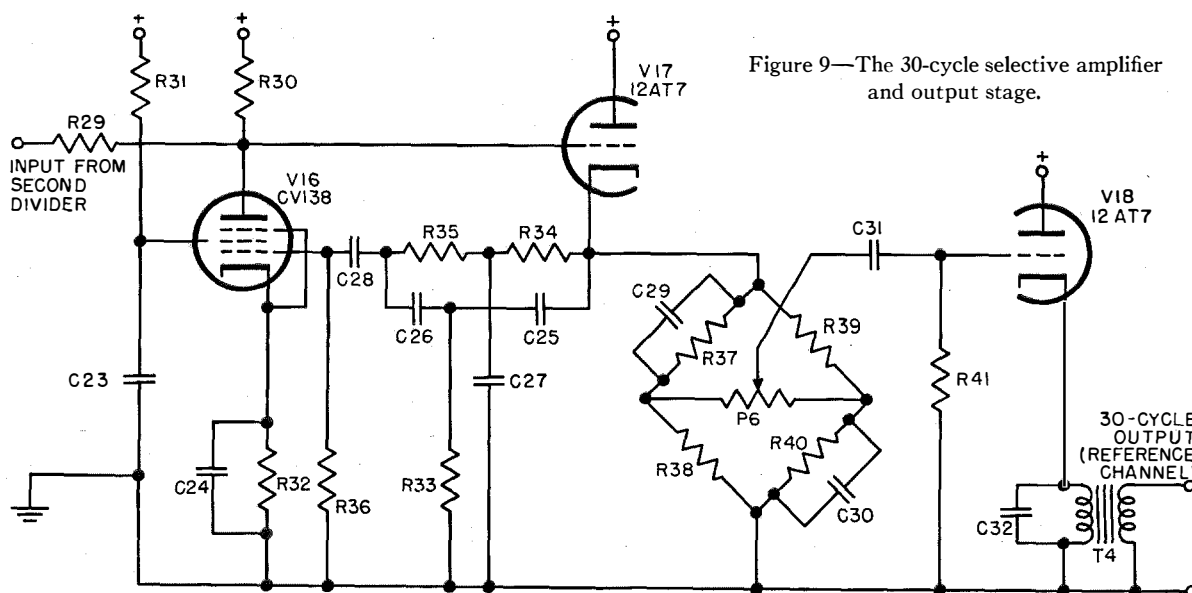 Figure 9—The 30-cycle selective amplifier
and output stage.
+
+
+
+
R31
R30
V17
12AT7
R29
INPUT FROM
SECOND
DIVIDER
V16
CV138
V18
12AT7
R35
R34
C28
C31
C26
C25
C29
R39
R37
C23
C27
R41
P6
R40
R38
30-CYCLE
OUTPUT
(REFERENCE
CHANNEL)
C24
R32
R36
R33
C30
C32
T4